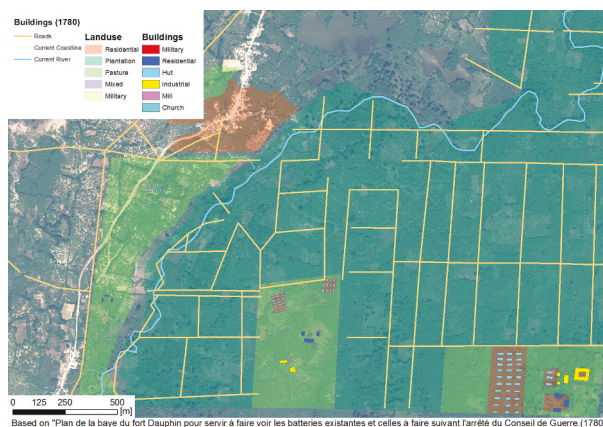 Buildings (1780)
Roads
Current Coastline
Current River
Landuse
Residential
Plantation
Pasture
Mixed
Military
Buildings
Military
Residential
Hut
Industrial
Mill
Church
0 125 250 500
[m]
Based on "Plan de la baye du fort Dauphin pour servir à faire voir les batteries existantes et celles à faire suivant l'arrêté du Conseil de Guerre.(1780